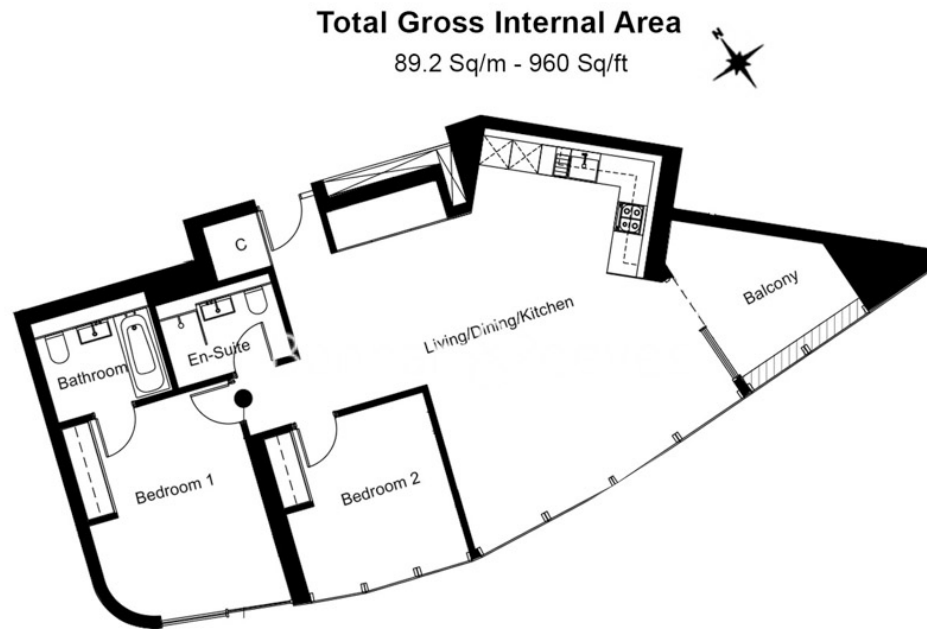 Total Gross Internal Area
89.2 Sq/m - 960 Sq/ft
N
C
Balcony
Living/Dining/Kitchen
En-Suite
Bathroom
Bedroom 1
Bedroom 2